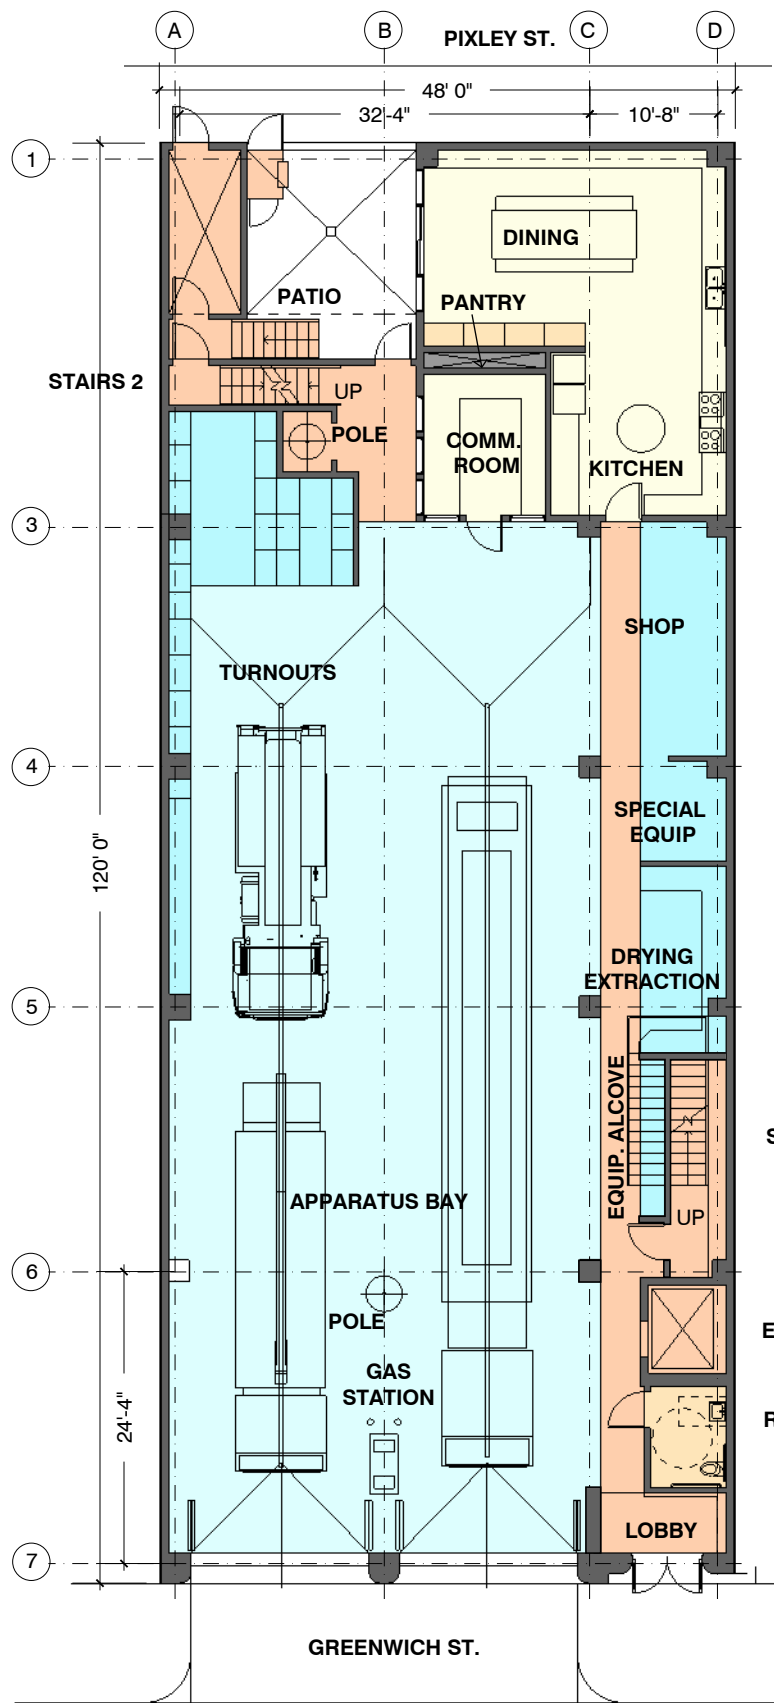 A
B
C
D
PIXLEY ST.
48' 0"
32'-4"
10'-8"
1
DINING
PATIO
PANTRY
STAIRS 2
UP
POLE
COMM.
ROOM
KITCHEN
3
SHOP
TURNOUTS
4
SPECIAL
EQUIP
120' 0"
DRYING
EXTRACTION
5
EQUIP. ALCOVE
S
APPARATUS BAY
UP
6
POLE
E
GAS
STATION
24'-4"
R
LOBBY
7
GREENWICH ST.